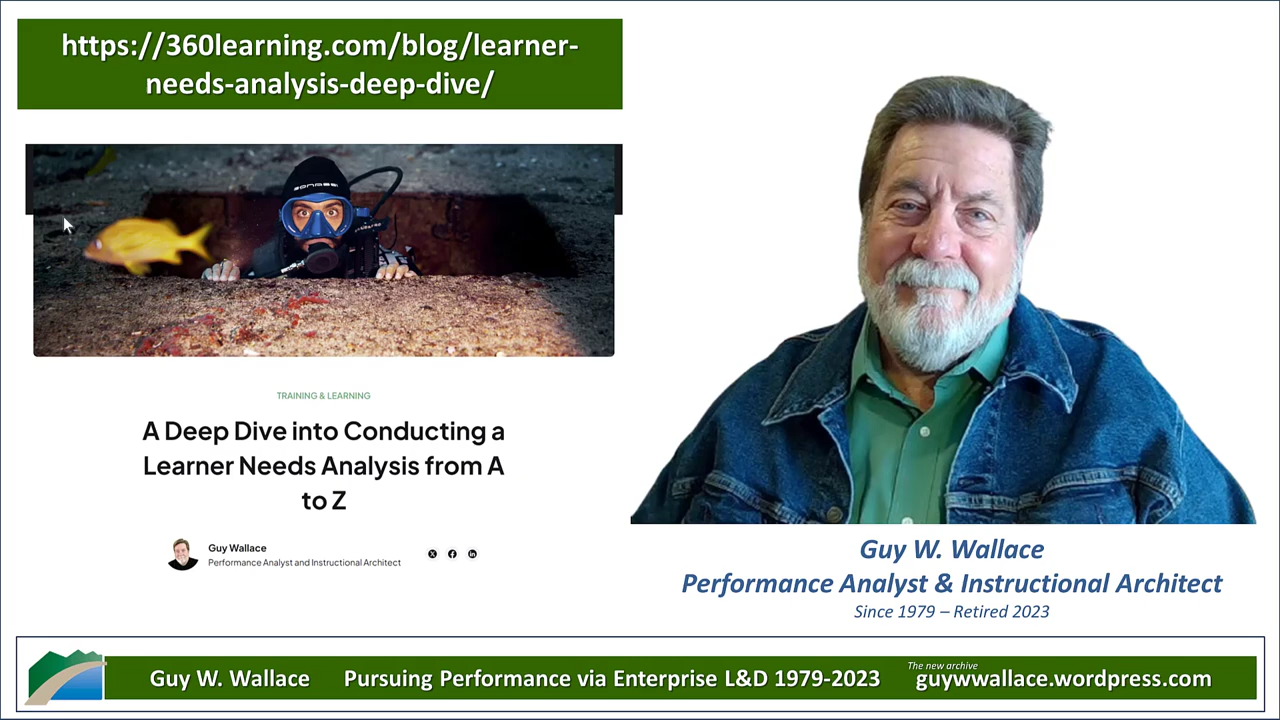 https://360learning.com/blog/learner-
needs-analysis-deep-dive/
TRAINING & LEARNING
A Deep Dive into Conducting a
Learner Needs Analysis from A
to Z
Guy Wallace
Performance Analyst and Instructional Architect
Guy W. Wallace
Performance Analyst & Instructional Architect
Since 1979 – Retired 2023
Guy W. Wallace Pursuing Performance via Enterprise L&D 1979-2023
The new archive
guywwallace.wordpress.com